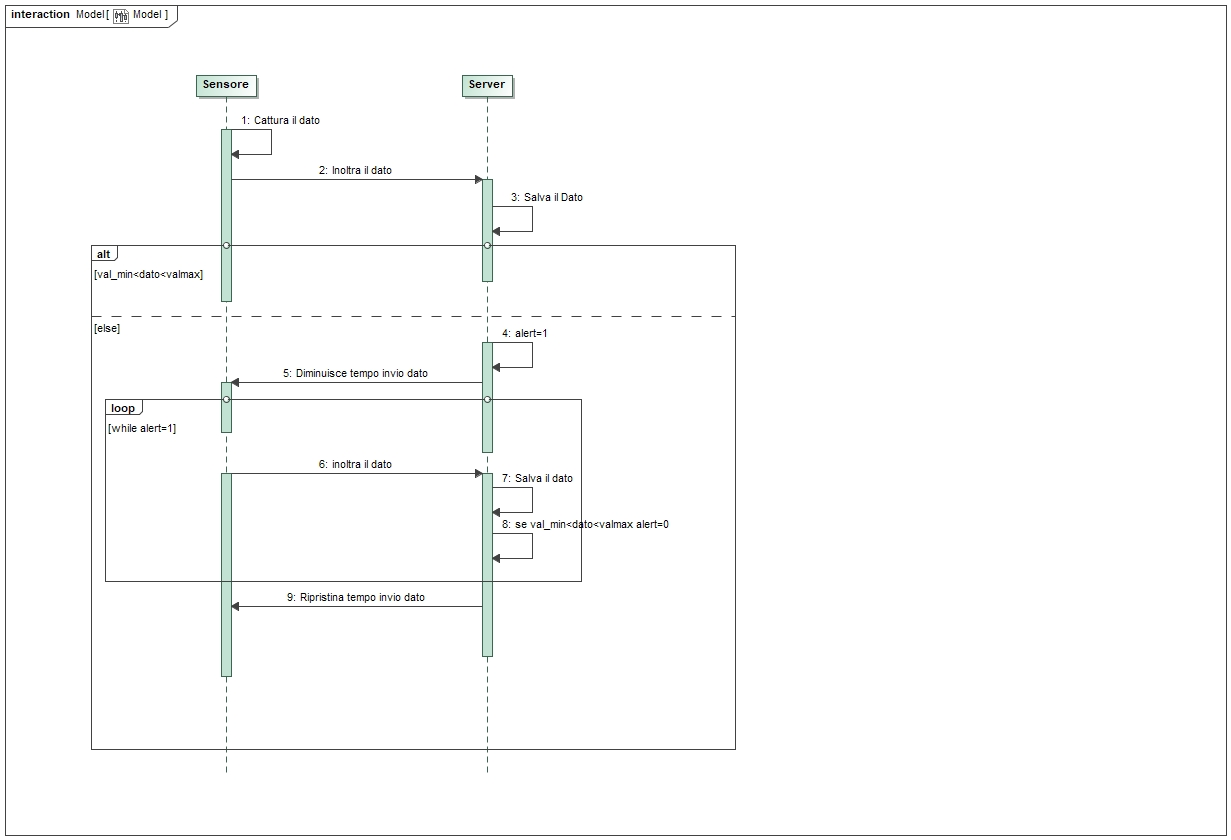 interaction Model[ Model ]
Sensore
Server
1: Cattura il dato
2: Inoltra il dato
3: Salva il Dato
alt
[val_min<dato<valmax]
[else]
4: alert=1
5: Diminuisce tempo invio dato
loop
[while alert=1]
6: inoltra il dato
7: Salva il dato
8: se val_min<dato<valmax alert=0
9: Ripristina tempo invio dato